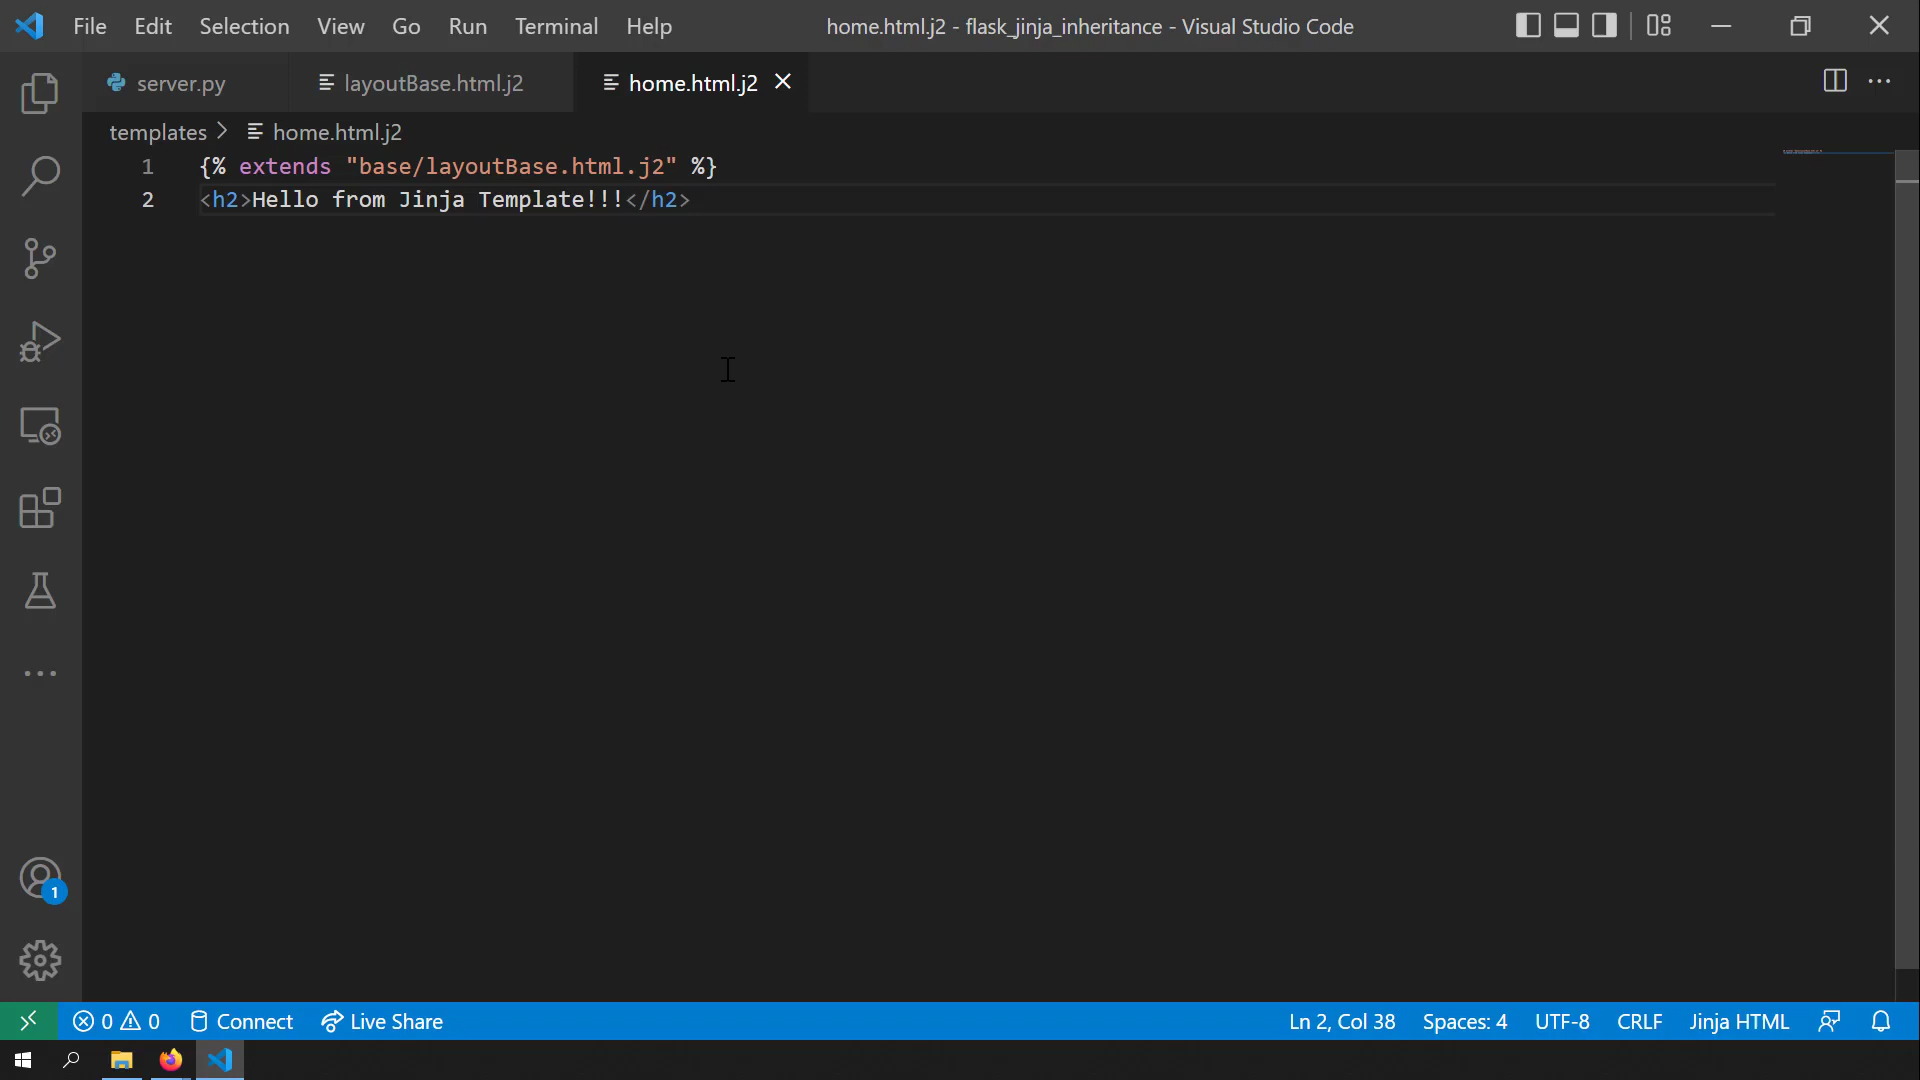 File Edit Selection View Go Run Terminal Help home.html.j2 - flask_jinja_inheritance - Visual Studio Code
server.py layoutBase.html.j2 home.html.j2
templates home.html.j2
1 {% extends "base/layoutBase.html.j2" %}
2 <h2>Hello from Jinja Template!!!</h2>
1
0 0 Connect Live Share Ln 2, Col 38 Spaces: 4 UTF-8 CRLF Jinja HTML